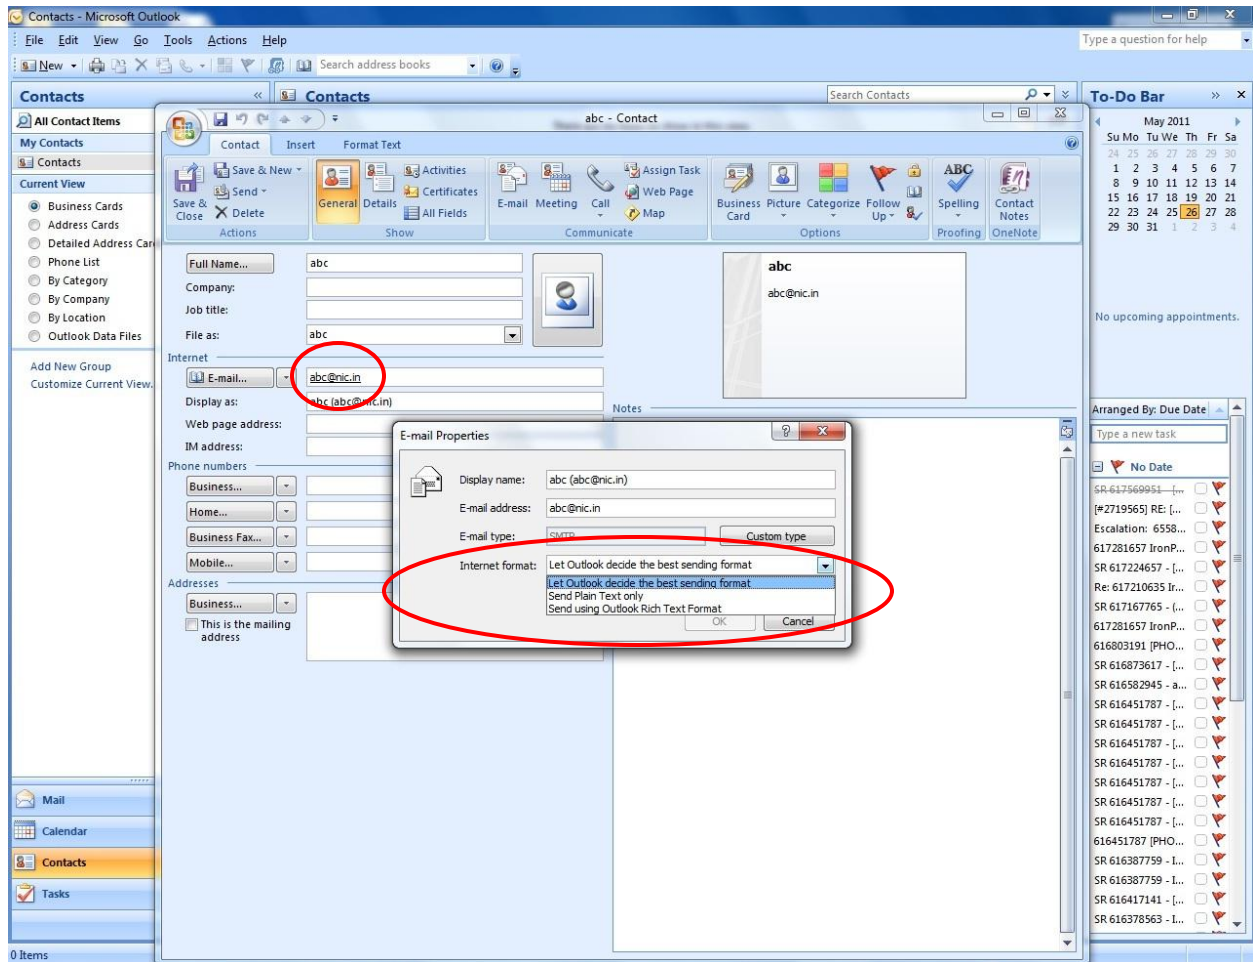 Contacts - Microsoft Outlook
File Edit View Go Tools Actions Help
Type a question for help
New
Search address books
Contacts «
Contacts
Search Contacts
To-Do Bar »
All Contact Items
My Contacts
Contacts
Current View
Business Cards
Address Cards
Detailed Address Car
Phone List
By Category
By Company
By Location
Outlook Data Files
Add New Group
Customize Current View.
Mail
Calendar
Contacts
Tasks
0 Items
abc - Contact
Contact Insert Format Text
Save & Close
Save & New
Send
Delete
Actions
General
Details
Activities
Certificates
All Fields
Show
E-mail
Meeting
Call
Assign Task
Web Page
Map
Communicate
Business Card
Picture
Categorize
Follow Up
Options
ABC
Spelling
Proofing
Contact Notes
OneNote
Full Name... abc
Company:
Job title:
File as: abc
Internet
E-mail... abc@nic.in
Display as: abc (abc@nic.in)
Web page address:
IM address:
Phone numbers
Business...
Home...
Business Fax...
Mobile...
Addresses
Business...
This is the mailing
address
abc
abc@nic.in
Notes
E-mail Properties
Display name: abc (abc@nic.in)
E-mail address: abc@nic.in
E-mail type: SMTP Custom type
Internet format: Let Outlook decide the best sending format
Let Outlook decide the best sending format
Send Plain Text only
Send using Outlook Rich Text Format
OK Cancel
May 2011
Su Mo Tu We Th Fr Sa
24 25 26 27 28 29 30
1 2 3 4 5 6 7
8 9 10 11 12 13 14
15 16 17 18 19 20 21
22 23 24 25 26 27 28
29 30 31 1 2 3 4
No upcoming appointments.
Arranged By: Due Date
Type a new task
No Date
SR 617569951 - [...
[#2719565] RE: [...
Escalation: 6558...
617281657 IronP...
SR 617224657 - [...
Re: 617210635 Ir...
SR 617167765 - (...
617281657 IronP...
616803191 [PHO...
SR 616873617 - [...
SR 616582945 - a...
SR 616451787 - [...
SR 616451787 - [...
SR 616451787 - [...
SR 616451787 - [...
SR 616451787 - [...
SR 616451787 - [...
SR 616451787 - [...
616451787 [PHO...
SR 616387759 - I...
SR 616387759 - I...
SR 616417141 - [...
SR 616378563 - I...